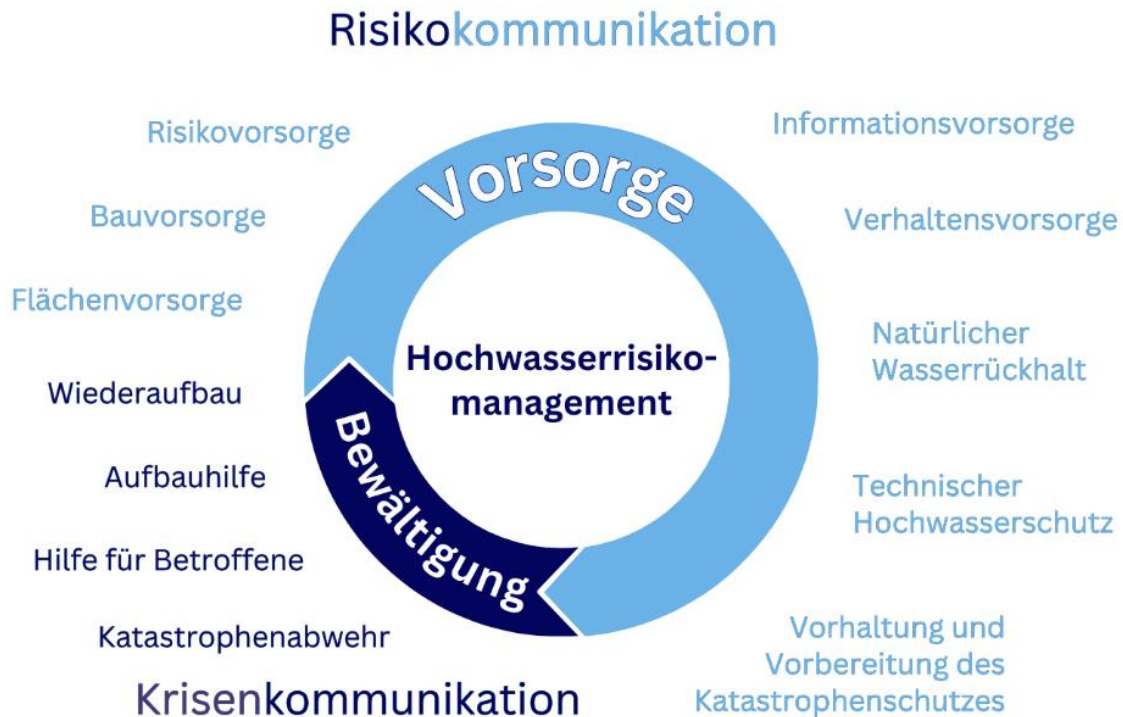 Risikokommunikation
Risikovorsorge
Bauvorsorge
Flächenvorsorge
Wiederaufbau
Aufbauhilfe
Hilfe für Betroffene
Katastrophenabwehr
Krisenkommunikation
Vorsorge
Hochwasserrisiko-
management
Bewältigung
Informationsvorsorge
Verhaltensvorsorge
Natürlicher
Wasserrückhalt
Technischer
Hochwasserschutz
Vorhaltung und
Vorbereitung des
Katastrophenschutzes